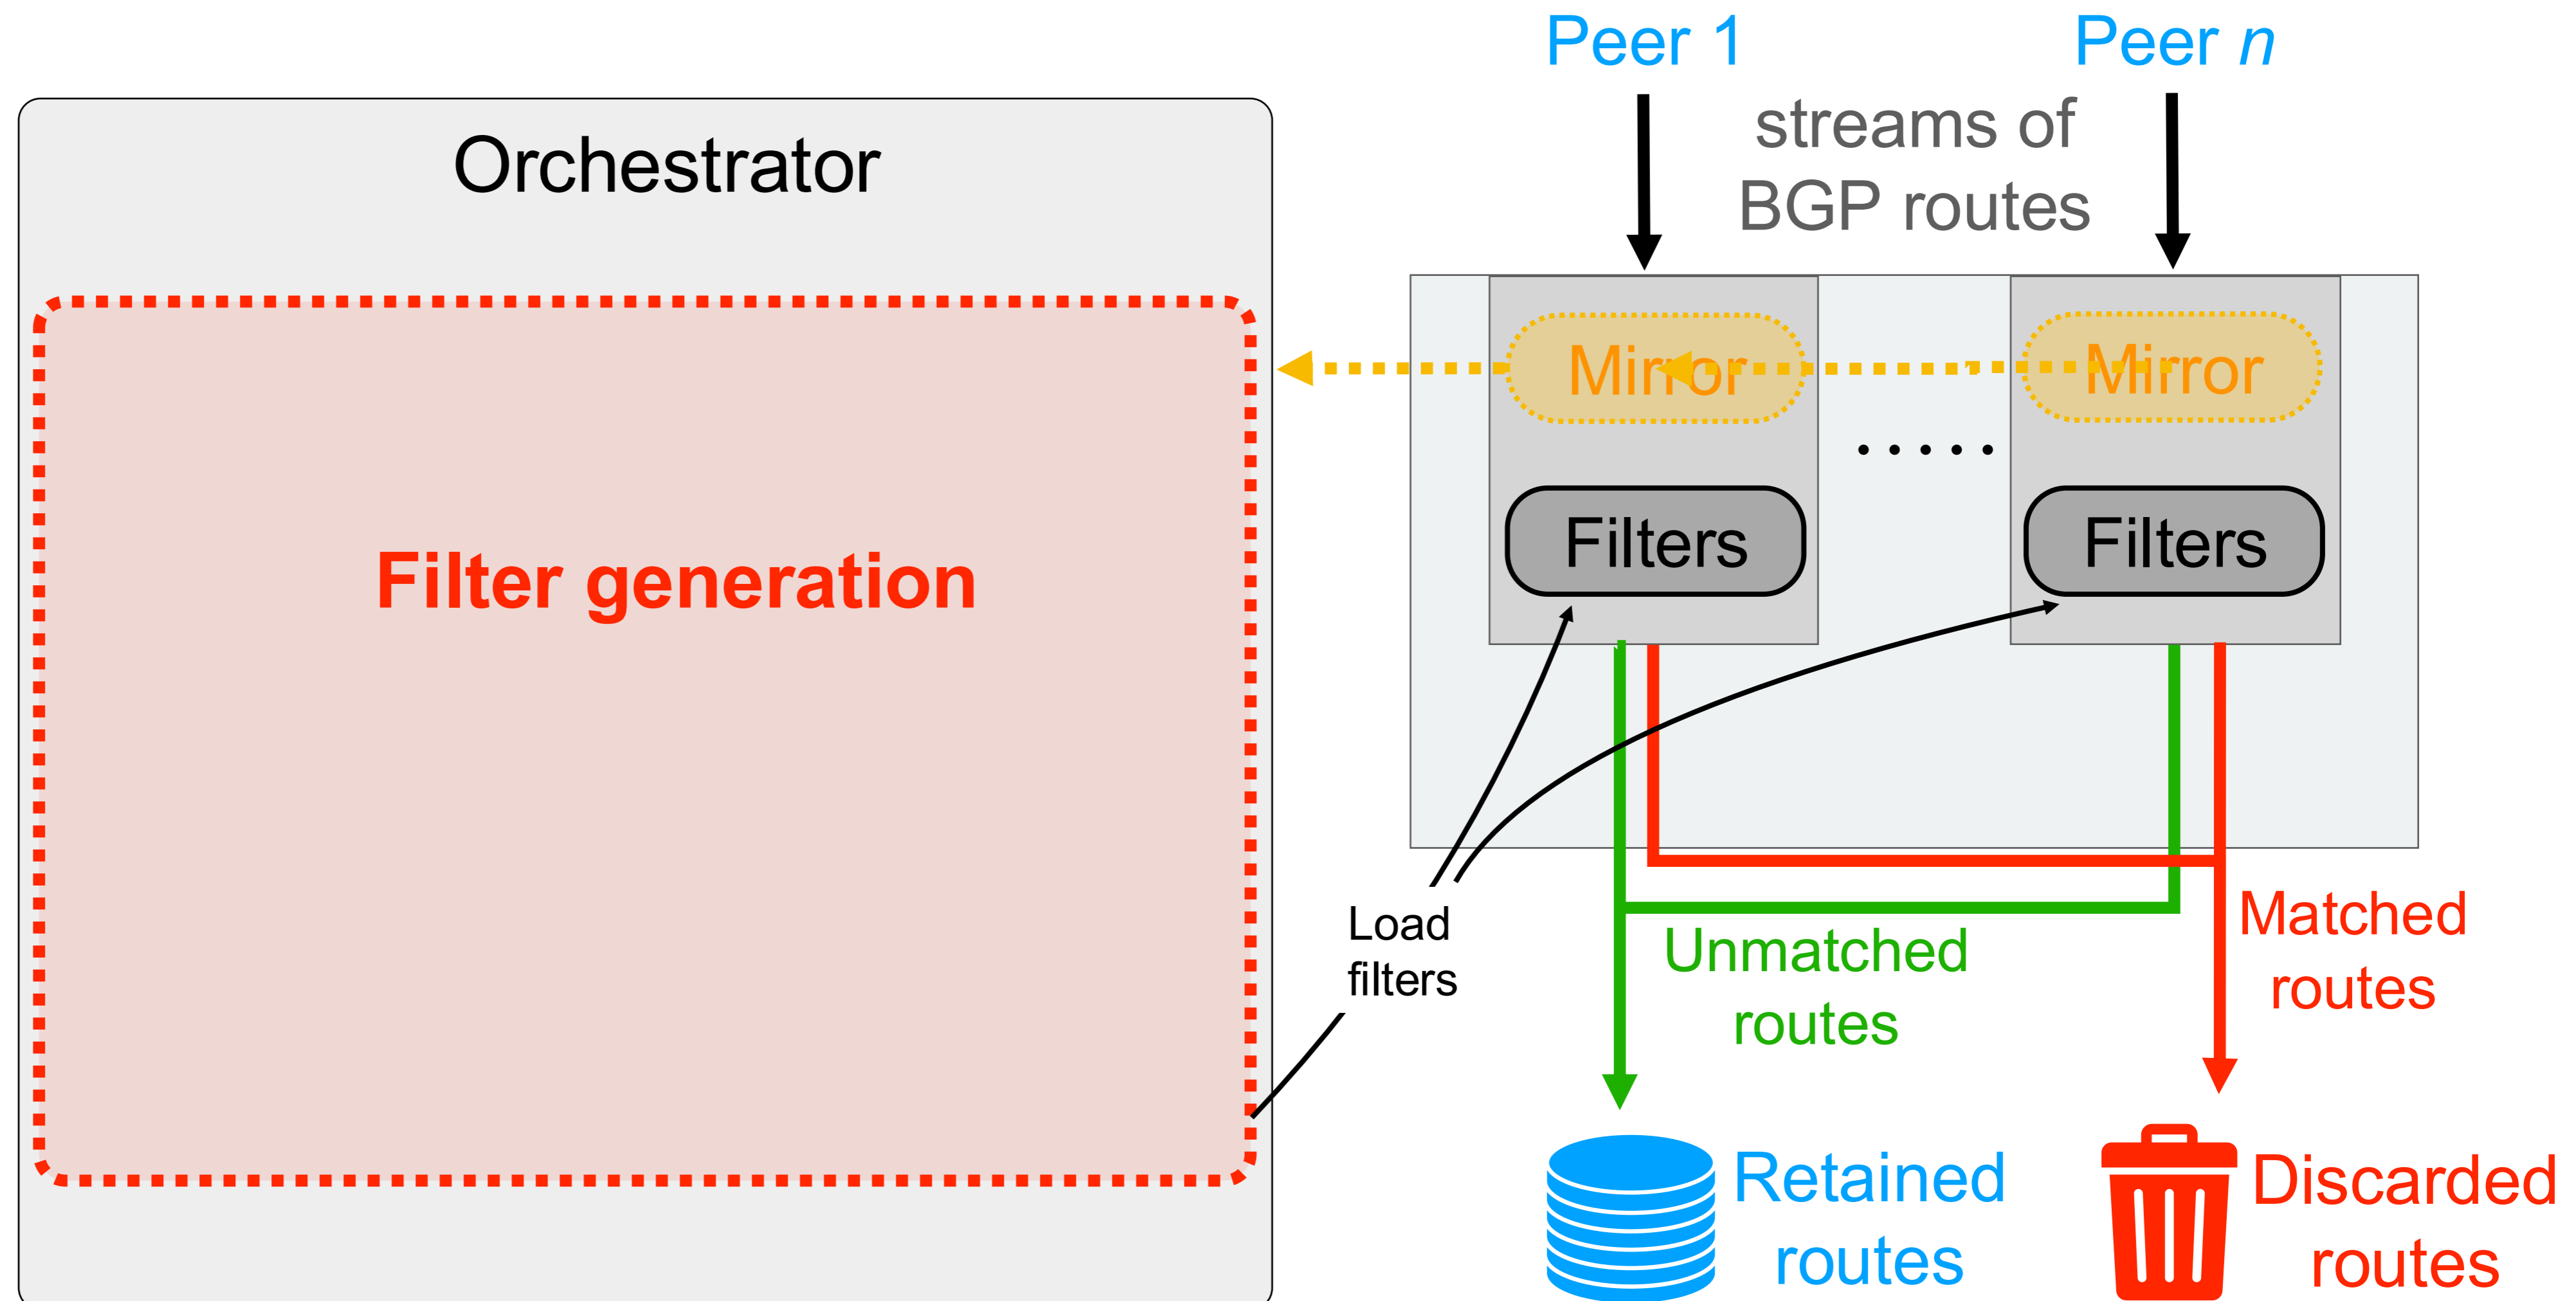 Peer 1
Peer n
streams of
BGP routes
Orchestrator
Mirror
Mirror
.....
Filters
Filters
Filter generation
Load
filters
Unmatched
routes
Matched
routes
Retained
routes
Discarded
routes